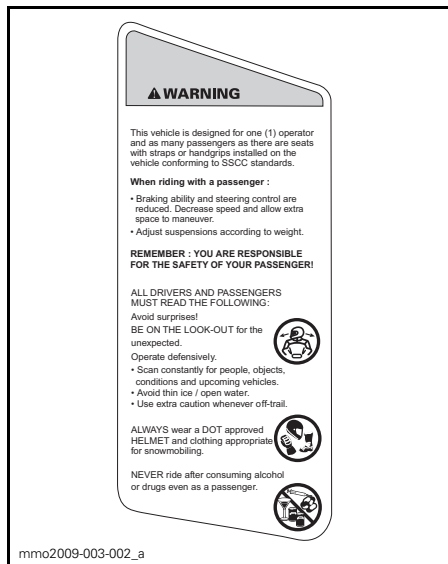 WARNING
This vehicle is designed for one (1) operator
and as many passengers as there are seats
with straps or handgrips installed on the
vehicle conforming to SSCC standards.
When riding with a passenger :
• Braking ability and steering control are
reduced. Decrease speed and allow extra
space to maneuver.
• Adjust suspensions according to weight.
REMEMBER : YOU ARE RESPONSIBLE
FOR THE SAFETY OF YOUR PASSENGER!
ALL DRIVERS AND PASSENGERS
MUST READ THE FOLLOWING:
Avoid surprises!
BE ON THE LOOK-OUT for the
unexpected.
Operate defensively.
• Scan constantly for people, objects,
conditions and upcoming vehicles.
• Avoid thin ice / open water.
• Use extra caution whenever off-trail.
ALWAYS wear a DOT approved
HELMET and clothing appropriate
for snowmobiling.
NEVER ride after consuming alcohol
or drugs even as a passenger.
mmo2009-003-002_a